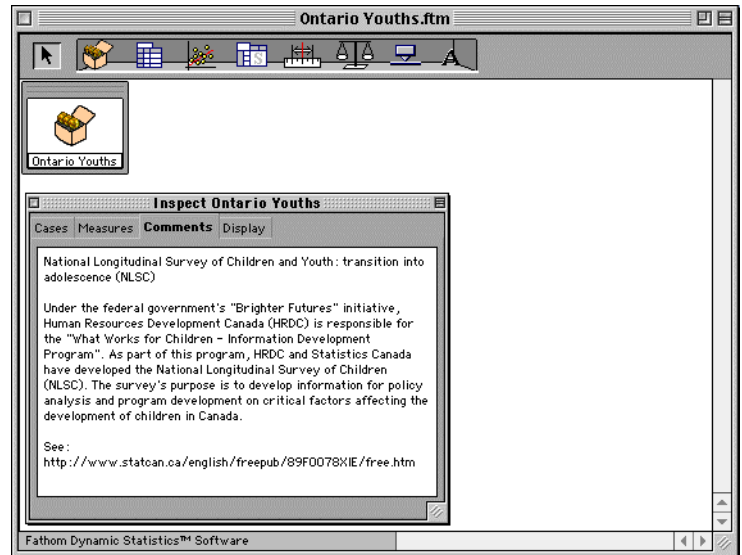 Ontario Youths.ftm
Ontario Youths
Inspect Ontario Youths
Cases Measures Comments Display
National Longitudinal Survey of Children and Youth: transition into
adolescence (NLSC)
Under the federal government's "Brighter Futures" initiative,
Human Resources Development Canada (HRDC) is responsible for
the "What Works for Children - Information Development
Program". As part of this program, HRDC and Statistics Canada
have developed the National Longitudinal Survey of Children
(NLSC). The survey's purpose is to develop information for policy
analysis and program development on critical factors affecting the
development of children in Canada.
See:
http://www.statcan.ca/english/freepub/89F0078XIE/free.htm
Fathom Dynamic Statistics™ Software